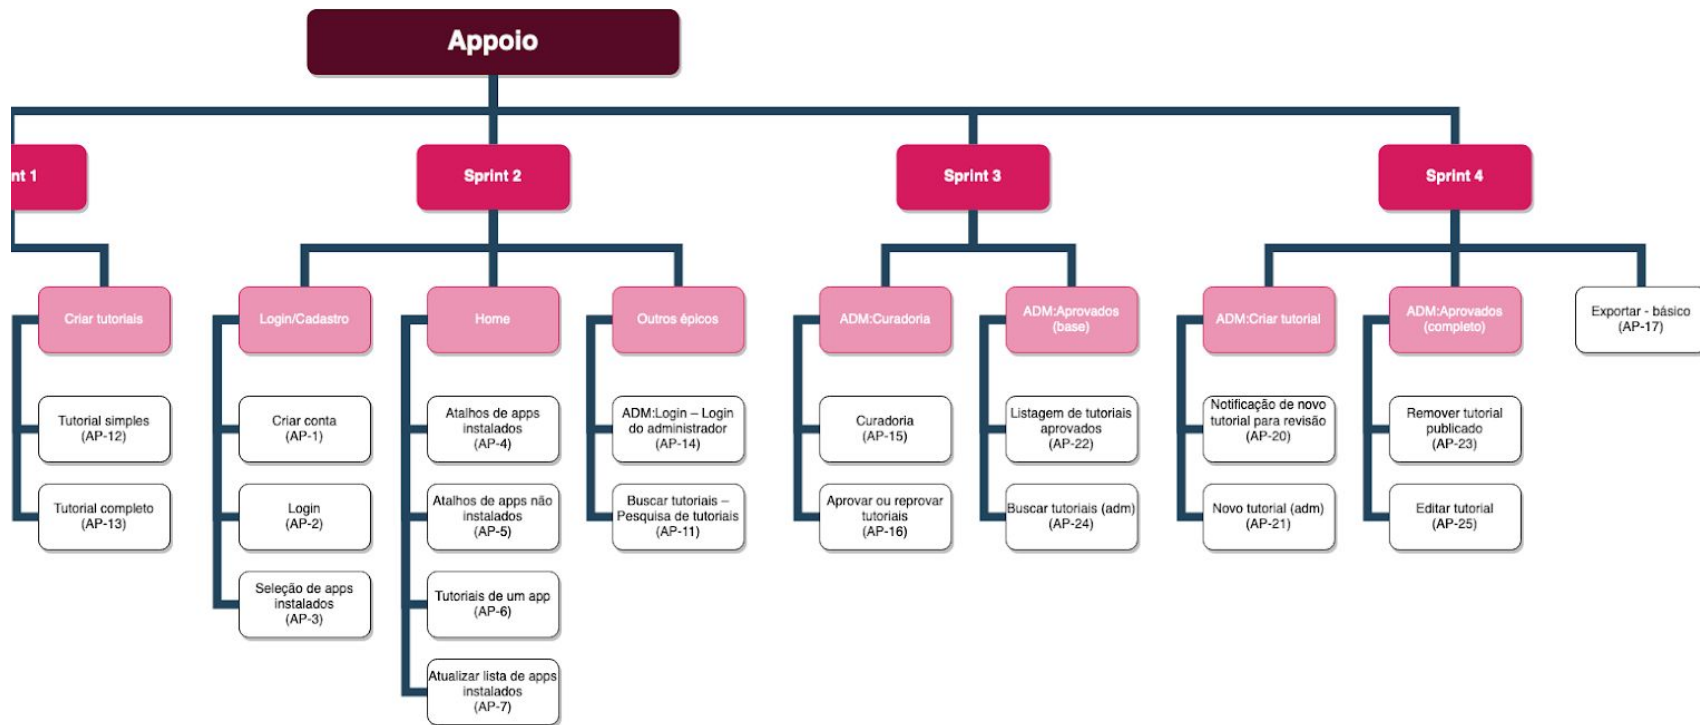 Appoio
nt 1
Sprint 2
Sprint 3
Sprint 4
Criar tutoriais
Login/Cadastro
Home
Outros épicos
ADM:Curadoria
ADM:Aprovados
(base)
ADM:Criar tutorial
ADM:Aprovados
(completo)
Exportar - básico
(AP-17)
Tutorial simples
(AP-12)
Criar conta
(AP-1)
Atalhos de apps
instalados
(AP-4)
ADM:Login – Login
do administrador
(AP-14)
Curadoria
(AP-15)
Listagem de tutoriais
aprovados
(AP-22)
Notificação de novo
tutorial para revisão
(AP-20)
Remover tutorial
publicado
(AP-23)
Tutorial completo
(AP-13)
Login
(AP-2)
Atalhos de apps não
instalados
(AP-5)
Buscar tutoriais –
Pesquisa de tutoriais
(AP-11)
Aprovar ou reprovar
tutoriais
(AP-16)
Buscar tutoriais (adm)
(AP-24)
Novo tutorial (adm)
(AP-21)
Editar tutorial
(AP-25)
Seleção de apps
instalados
(AP-3)
Tutoriais de um app
(AP-6)
Atualizar lista de apps
instalados
(AP-7)